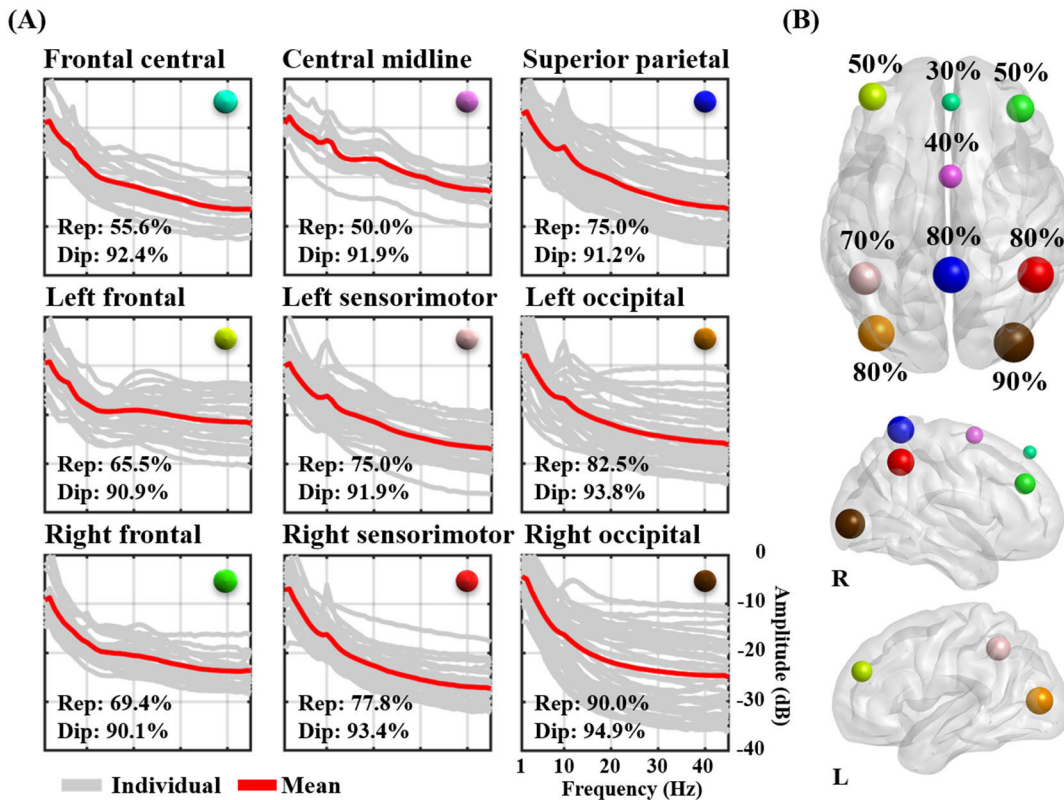 (A)
(B)
Frontal central
Central midline
Superior parietal
Rep: 55.6%
Dip: 92.4%
Rep: 50.0%
Dip: 91.9%
Rep: 75.0%
Dip: 91.2%
Left frontal
Left sensorimotor
Left occipital
Rep: 65.5%
Dip: 90.9%
Rep: 75.0%
Dip: 91.9%
Rep: 82.5%
Dip: 93.8%
Right frontal
Right sensorimotor
Right occipital
Rep: 69.4%
Dip: 90.1%
Rep: 77.8%
Dip: 93.4%
Rep: 90.0%
Dip: 94.9%
0
-10
-20
-30
-40
Amplitude (dB)
1 10 20 30 40
Frequency (Hz)
Individual
Mean
50% 30% 50%
40%
70% 80% 80%
80% 90%
R
L